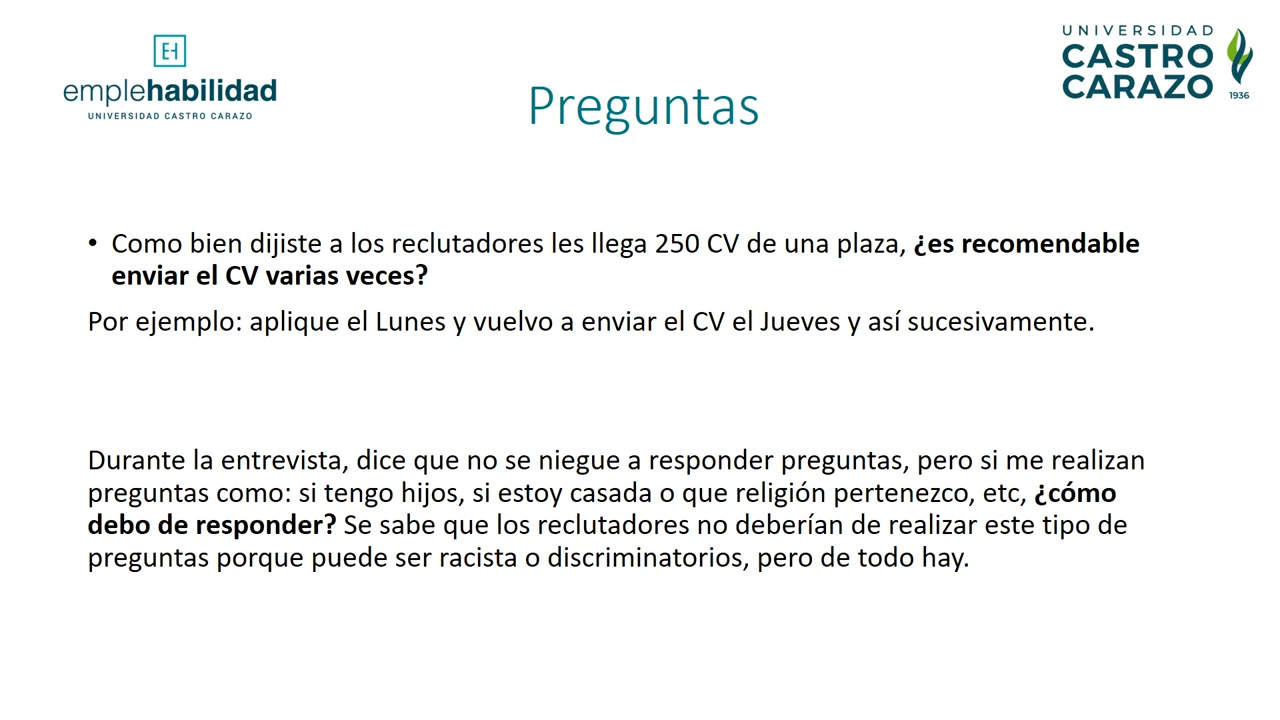 EH
emplehabilidad
UNIVERSIDAD CASTRO CARAZO
UNIVERSIDAD
CASTRO
CARAZO
1936
Preguntas
• Como bien dijiste a los reclutadores les llega 250 CV de una plaza, ¿es recomendable
enviar el CV varias veces?
Por ejemplo: aplique el Lunes y vuelvo a enviar el CV el Jueves y así sucesivamente.
Durante la entrevista, dice que no se niegue a responder preguntas, pero si me realizan
preguntas como: si tengo hijos, si estoy casada o que religión pertenezco, etc, ¿cómo
debo de responder? Se sabe que los reclutadores no deberían de realizar este tipo de
preguntas porque puede ser racista o discriminatorios, pero de todo hay.